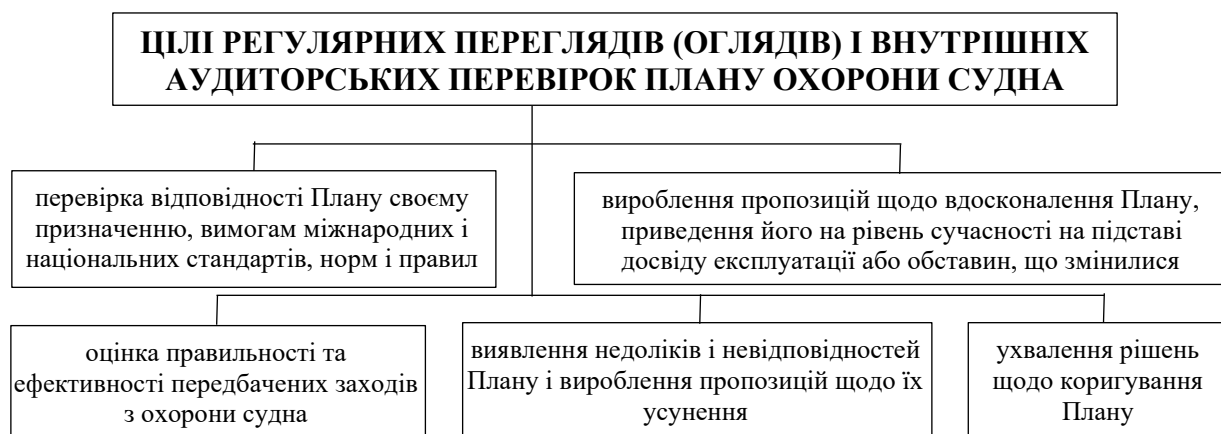 ЦІЛІ РЕГУЛЯРНИХ ПЕРЕГЛЯДІВ (ОГЛЯДІВ) І ВНУТРІШНІХ
АУДИТОРСЬКИХ ПЕРЕВІРОК ПЛАНУ ОХОРОНИ СУДНА
перевірка відповідності Плану своєму
призначенню, вимогам міжнародних і
національних стандартів, норм і правил
вироблення пропозицій щодо вдосконалення Плану,
приведення його на рівень сучасності на підставі
досвіду експлуатації або обставин, що змінилися
оцінка правильності та
ефективності передбачених заходів
з охорони судна
виявлення недоліків і невідповідностей
Плану і вироблення пропозицій щодо їх
усунення
ухвалення рішень
щодо коригування
Плану